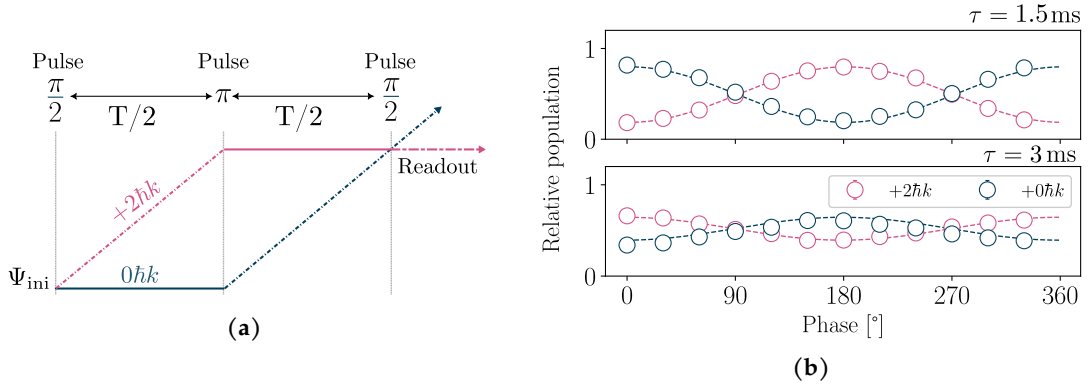 Pulse Pulse Pulse
π/2 π π/2
T/2 T/2
+2ħk
Readout
Ψini 0ħk
(a)
τ = 1.5 ms
1
0
τ = 3 ms
1
+2ħk +0ħk
0
Relative population
0 90 180 270 360
Phase [°]
(b)